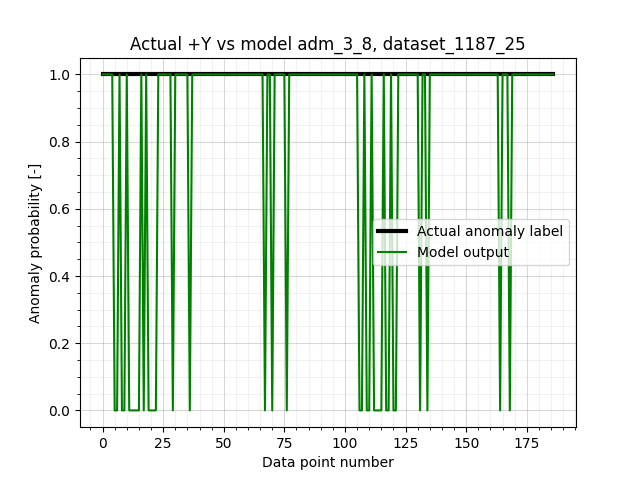 Actual +Y vs model adm_3_8, dataset_1187_25
Anomaly probability [-]
1.0
0.8
0.6
0.4
0.2
0.0
Actual anomaly label
Model output
0 25 50 75 100 125 150 175
Data point number